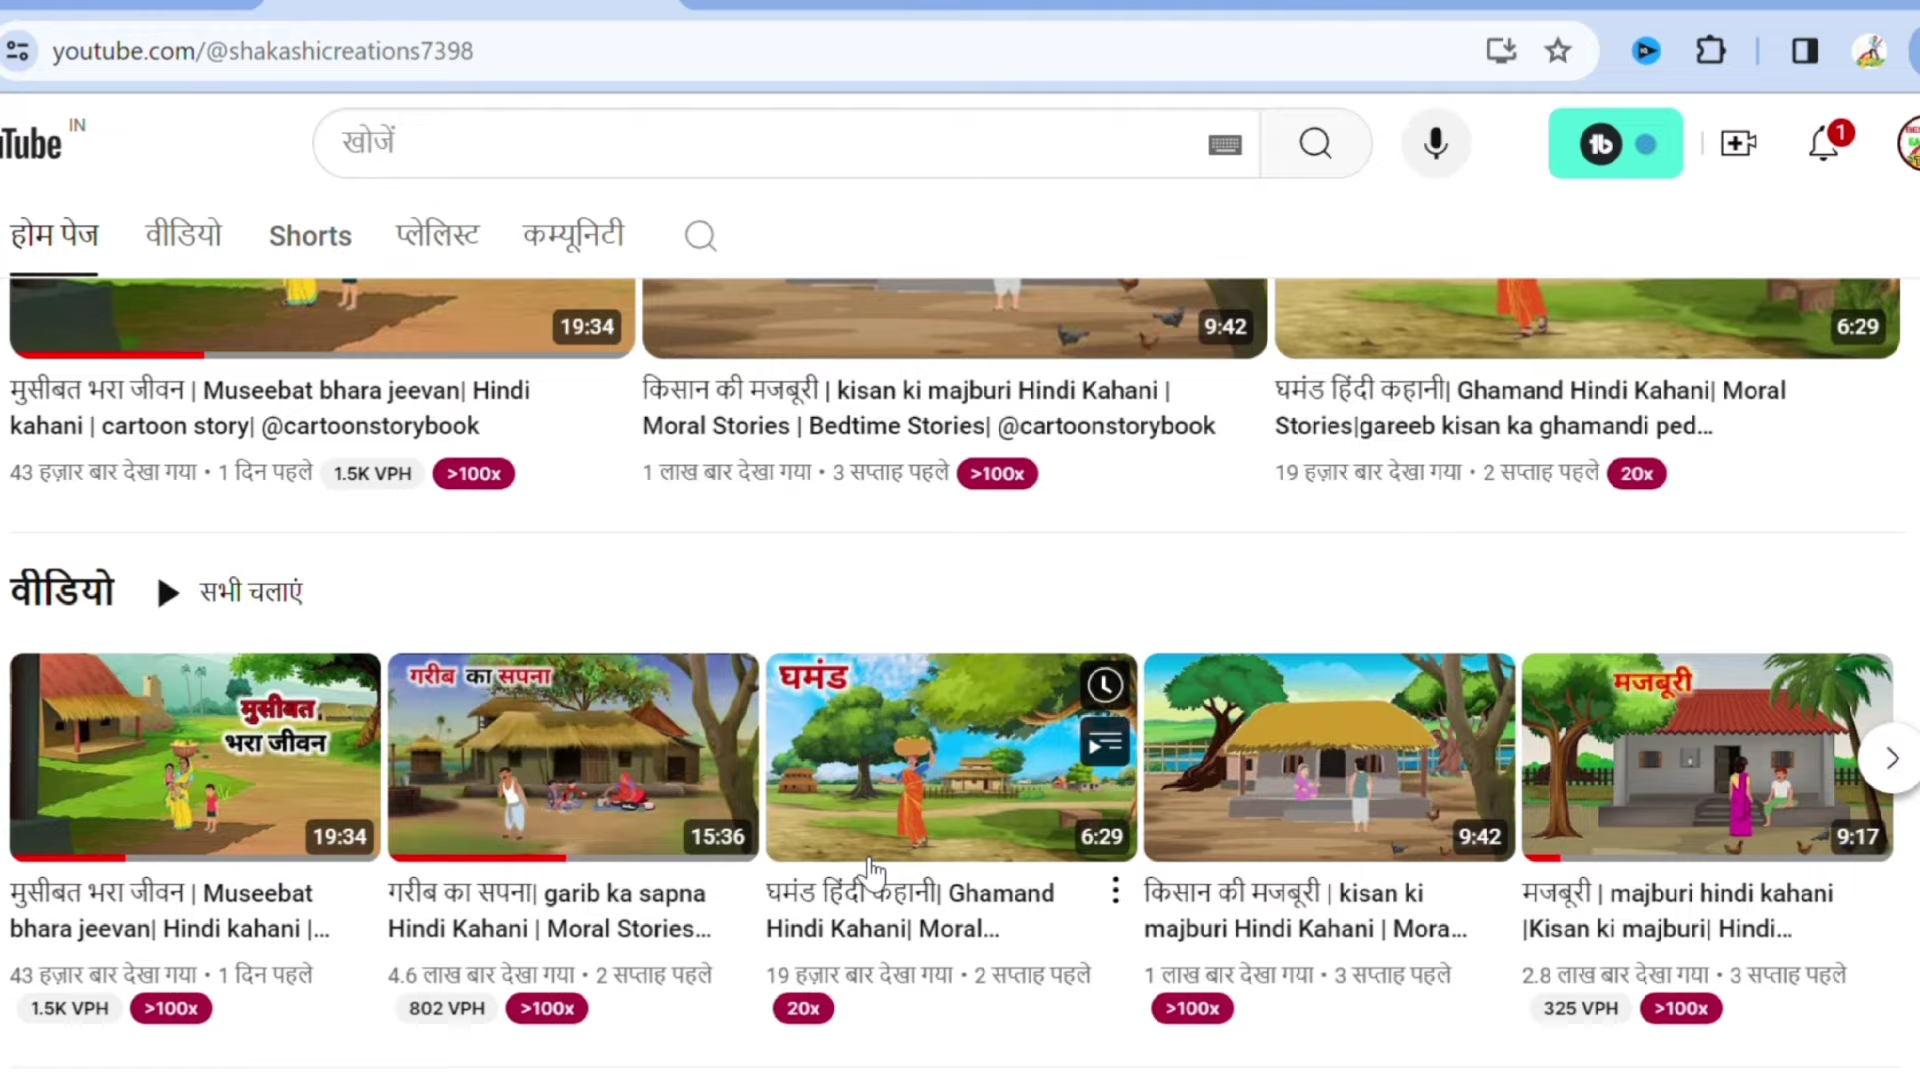 youtube.com/@shakashicreations7398
Tube IN
खोजें
1
होम पेज वीडियो Shorts प्लेलिस्ट कम्यूनिटी
19:34
9:42
6:29
मुसीबत भरा जीवन | Museebat bhara jeevan| Hindi
kahani | cartoon story| @cartoonstorybook
43 हज़ार बार देखा गया • 1 दिन पहले 1.5K VPH >100x
किसान की मजबूरी | kisan ki majburi Hindi Kahani |
Moral Stories | Bedtime Stories| @cartoonstorybook
1 लाख बार देखा गया • 3 सप्ताह पहले >100x
घमंड हिंदी कहानी| Ghamand Hindi Kahani| Moral
Stories|gareeb kisan ka ghamandi ped...
19 हज़ार बार देखा गया • 2 सप्ताह पहले 20x
वीडियो सभी चलाएं
मुसीबत
भरा जीवन
19:34
गरीब का सपना
15:36
घमंड
6:29
9:42
मजबूरी
9:17
मुसीबत भरा जीवन | Museebat
bhara jeevan| Hindi kahani |...
43 हज़ार बार देखा गया • 1 दिन पहले
1.5K VPH >100x
गरीब का सपना| garib ka sapna
Hindi Kahani | Moral Stories...
4.6 लाख बार देखा गया • 2 सप्ताह पहले
802 VPH >100x
घमंड हिंदी कहानी| Ghamand
Hindi Kahani| Moral...
19 हज़ार बार देखा गया • 2 सप्ताह पहले
20x
किसान की मजबूरी | kisan ki
majburi Hindi Kahani | Mora...
1 लाख बार देखा गया • 3 सप्ताह पहले
>100x
मजबूरी | majburi hindi kahani
|Kisan ki majburi| Hindi...
2.8 लाख बार देखा गया • 3 सप्ताह पहले
325 VPH >100x